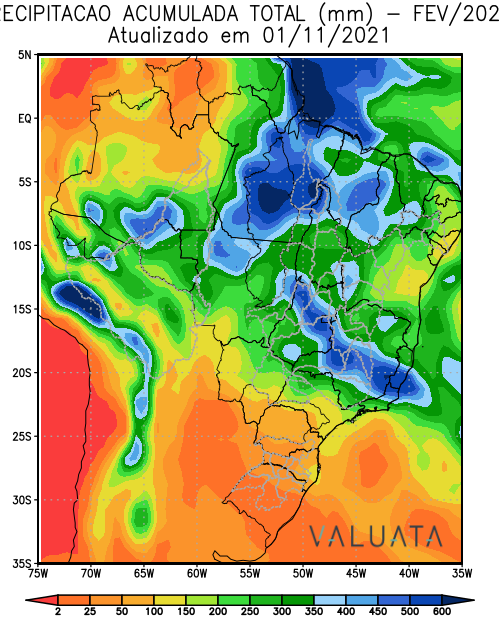 RECIPITACAO ACUMULADA TOTAL (mm) – FEV/202
Atualizado em 01/11/2021
5N
EQ
5S
10S
15S
20S
25S
30S
35S
VALUATA
75W 70W 65W 60W 55W 50W 45W 40W 35W
2 25 50 100 150 200 250 300 350 400 450 500 600